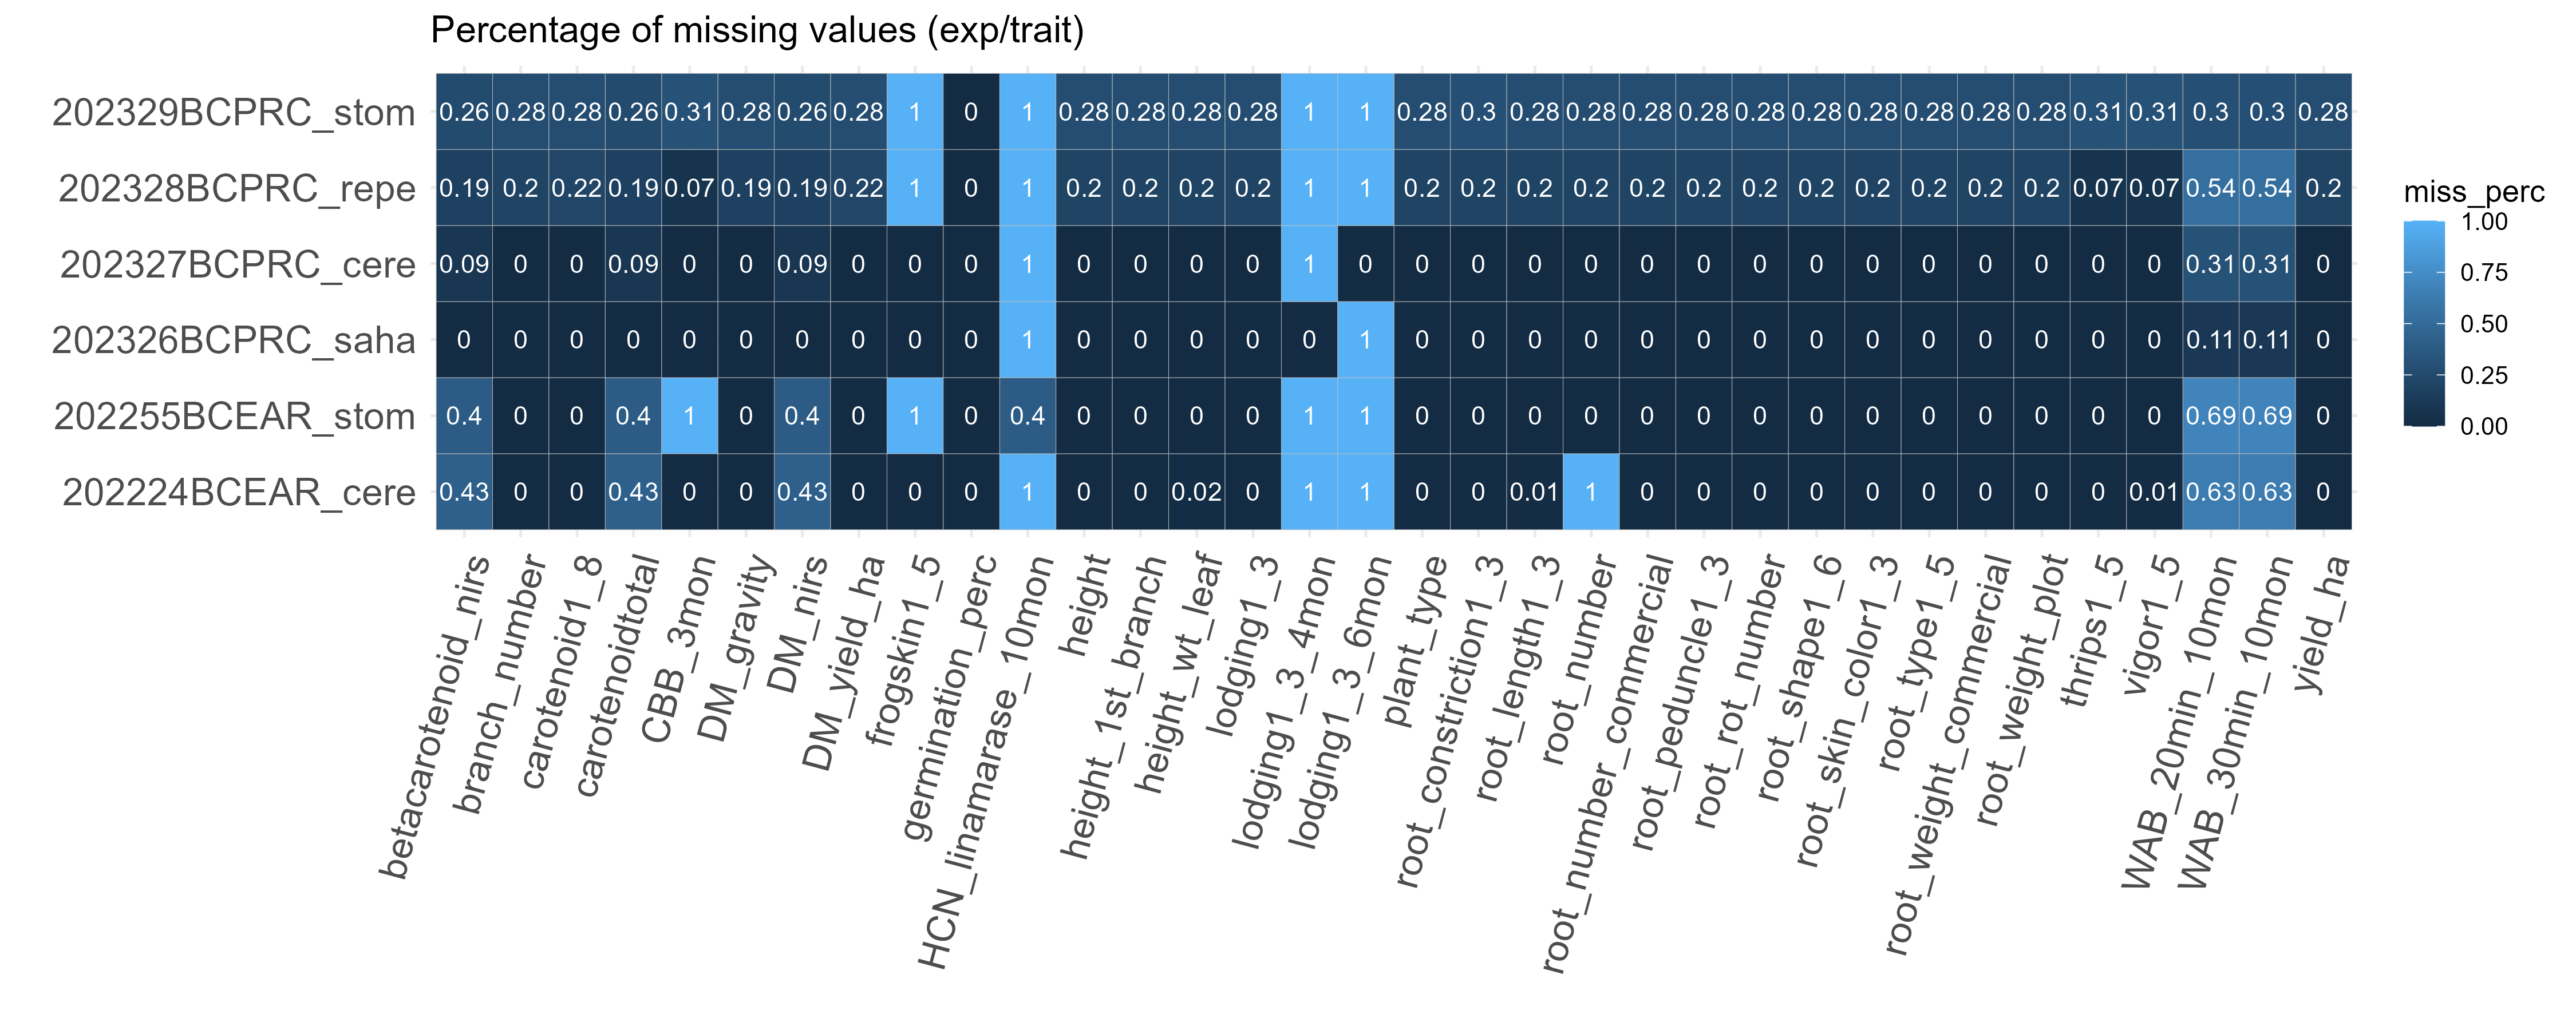 Percentage of missing values (exp/trait)
202329BCPRC_stom 0.26 0.28 0.28 0.26 0.31 0.28 0.26 0.28 1 0 1 0.28 0.28 0.28 0.28 1 1 0.28 0.3 0.28 0.28 0.28 0.28 0.28 0.28 0.28 0.28 0.28 0.28 0.31 0.31 0.3 0.3 0.28
202328BCPRC_repe 0.19 0.2 0.22 0.19 0.07 0.19 0.19 0.22 1 0 1 0.2 0.2 0.2 0.2 1 1 0.2 0.2 0.2 0.2 0.2 0.2 0.2 0.2 0.2 0.2 0.2 0.2 0.07 0.07 0.54 0.54 0.2
202327BCPRC_cere 0.09 0 0 0.09 0 0 0.09 0 0 0 1 0 0 0 0 1 0 0 0 0 0 0 0 0 0 0 0 0 0 0 0 0.31 0.31 0
202326BCPRC_saha 0 0 0 0 0 0 0 0 0 0 1 0 0 0 0 0 1 0 0 0 0 0 0 0 0 0 0 0 0 0 0 0.11 0.11 0
202255BCEAR_stom 0.4 0 0 0.4 1 0 0.4 0 1 0 0.4 0 0 0 0 1 1 0 0 0 0 0 0 0 0 0 0 0 0 0 0 0.69 0.69 0
202224BCEAR_cere 0.43 0 0 0.43 0 0 0.43 0 0 0 1 0 0 0.02 0 1 1 0 0 0.01 1 0 0 0 0 0 0 0 0 0 0.01 0.63 0.63 0
betacarotenoid_nirs
branch_number
carotenoid1_8
carotenoidtotal
CBB_3mon
DM_gravity
DM_nirs
DM_yield_ha
frogskin1_5
germination_perc
HCN_linamarase_10mon
height
height_1st_branch
height_wt_leaf
lodging1_3
lodging1_3_4mon
lodging1_3_6mon
plant_type
root_constriction1_3
root_length1_3
root_number
root_number_commercial
root_peduncle1_3
root_rot_number
root_shape1_6
root_skin_color1_3
root_type1_5
root_weight_commercial
root_weight_plot
thrips1_5
vigor1_5
WAB_20min_10mon
WAB_30min_10mon
yield_ha
miss_perc
1.00
0.75
0.50
0.25
0.00